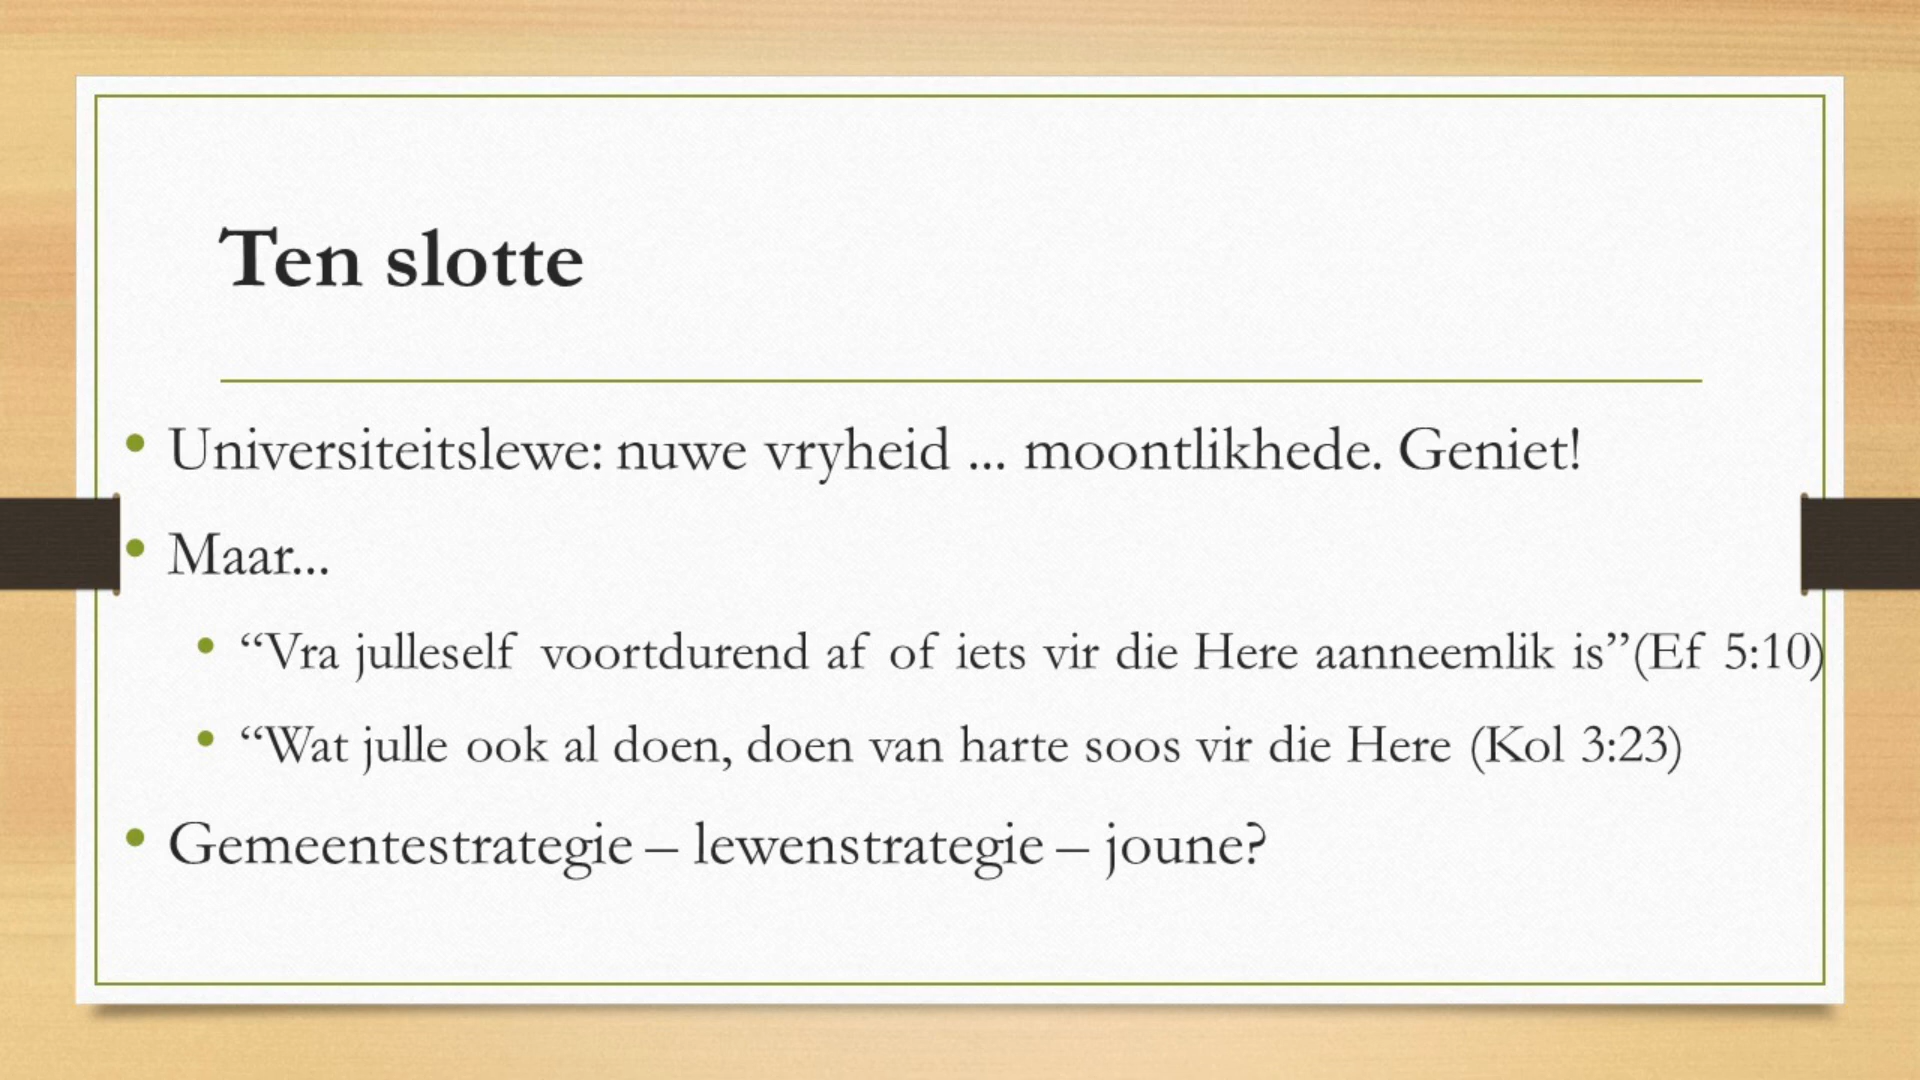 Ten slotte
• Universiteitslewe: nuwe vryheid ... moontlikhede. Geniet!
• Maar...
• “Vra julleself voortdurend af of iets vir die Here aanneemlik is”(Ef 5:10)
• “Wat julle ook al doen, doen van harte soos vir die Here (Kol 3:23)
• Gemeentestrategie – lewenstrategie – joune?